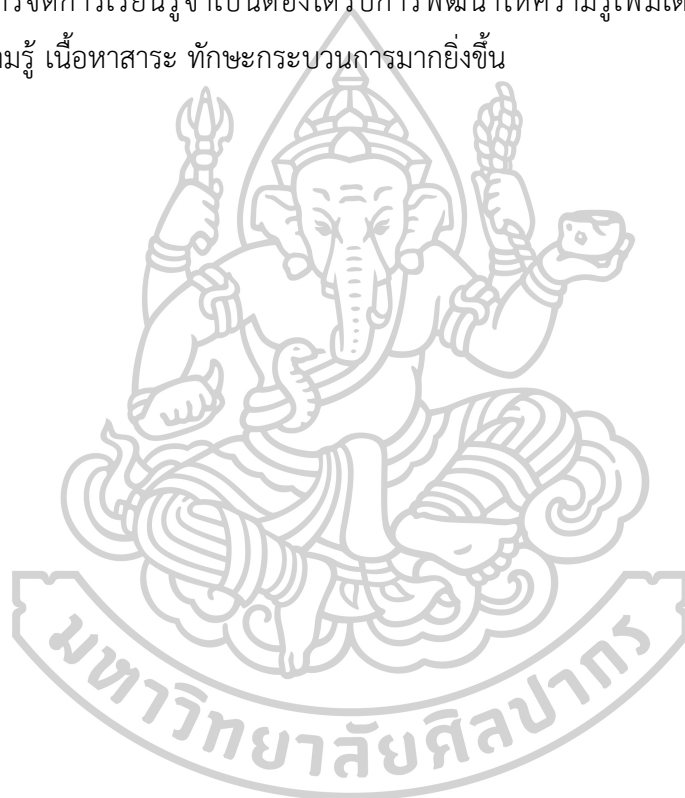 รจัดการเรียนรู้จำเป็นต้องได้รับการพัฒนาให้ความรู้เพิ่มเต
ามรู้ เนื้อหาสาระ ทักษะกระบวนการมากยิ่งขึ้น
มหาวิทยาลัยศิลปากร